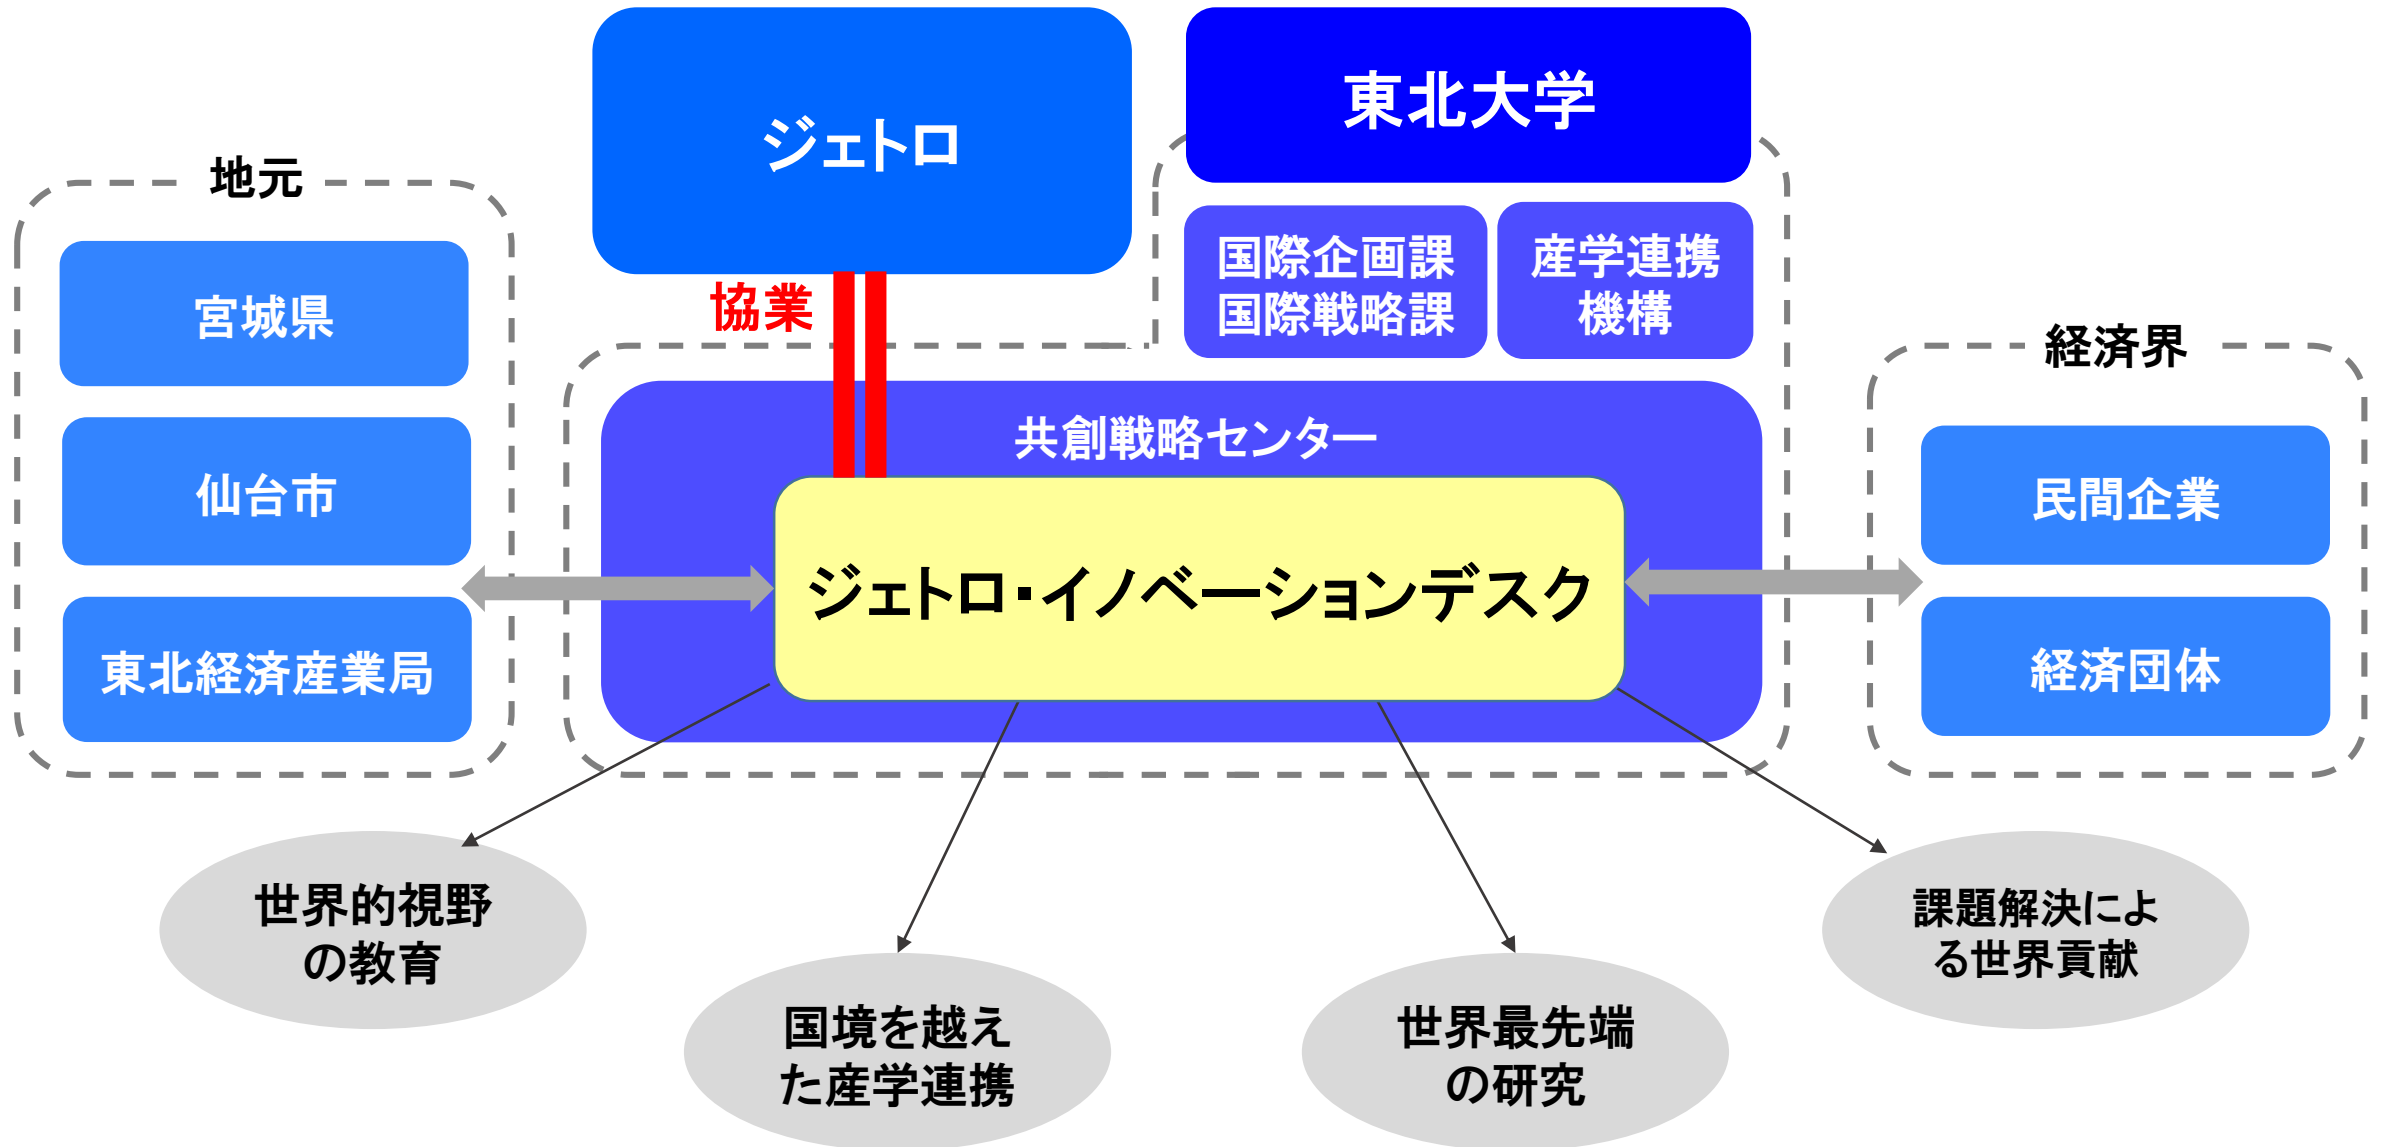 ジェトロ
東北大学
地元
宮城県
仙台市
東北経済産業局
協業
国際企画課
国際戦略課
産学連携
機構
共創戦略センター
ジェトロ・イノベーションデスク
経済界
民間企業
経済団体
世界的視野
の教育
国境を越え
た産学連携
世界最先端
の研究
課題解決によ
る世界貢献